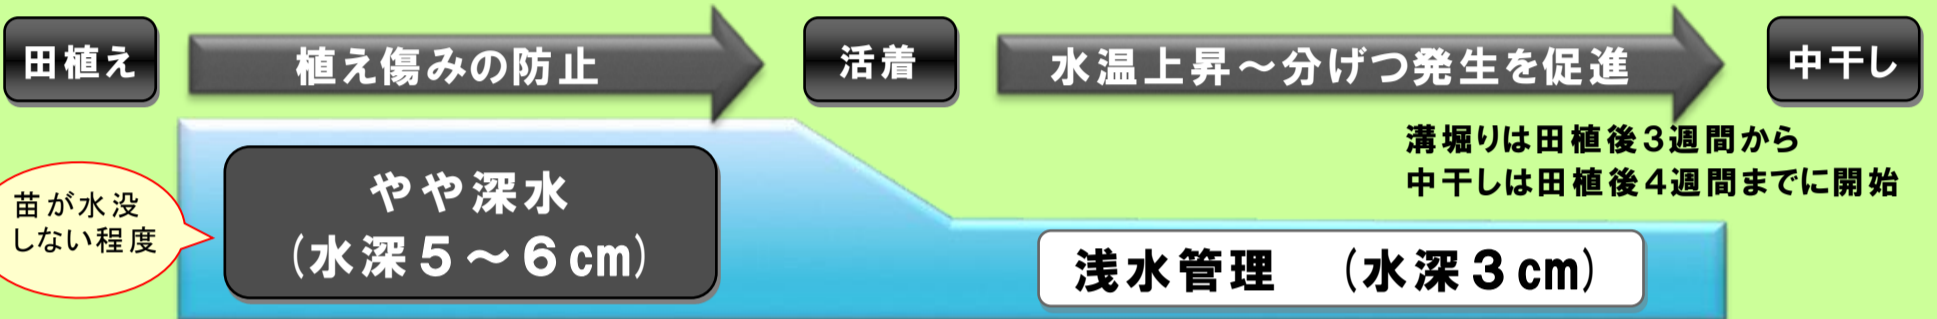 田植え
植え傷みの防止
活着
水温上昇～分げつ発生を促進
中干し
溝堀りは田植後３週間から
中干しは田植後４週間までに開始
苗が水没
しない程度
やや深水
(水深５～６cm)
浅水管理　(水深３cm)